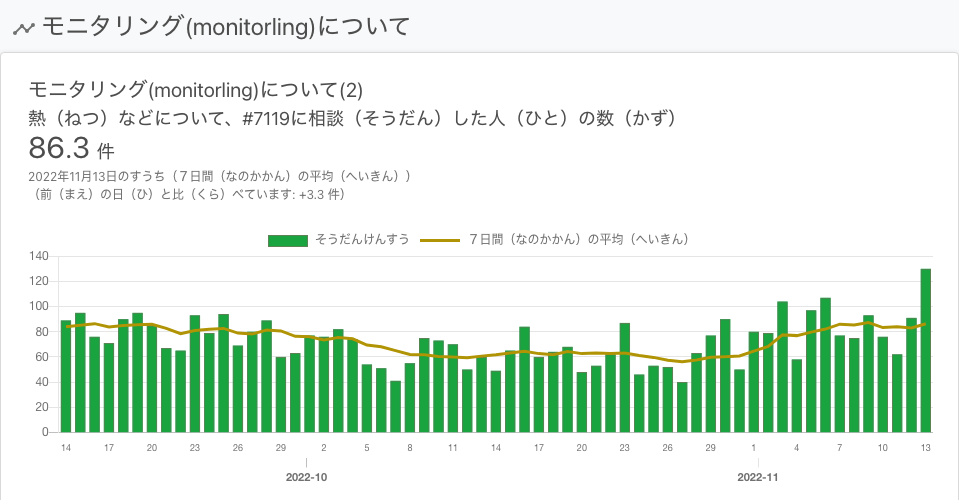 モニタリング(monitorling)について
モニタリング(monitorling)について(2)
熱（ねつ）などについて、#7119に相談（そうだん）した人（ひと）の数（かず）
86.3 件
2022年11月13日のすうち（７日間（なのかかん）の平均（へいきん））
（前（まえ）の日（ひ）と比（くら）べています: +3.3 件）
そうだんけんすう ７日間（なのかかん）の平均（へいきん）
140
120
100
80
60
40
20
0
14 17 20 23 26 29 2 5 8 11 14 17 20 23 26 29 1 4 7 10 13
2022-10 2022-11